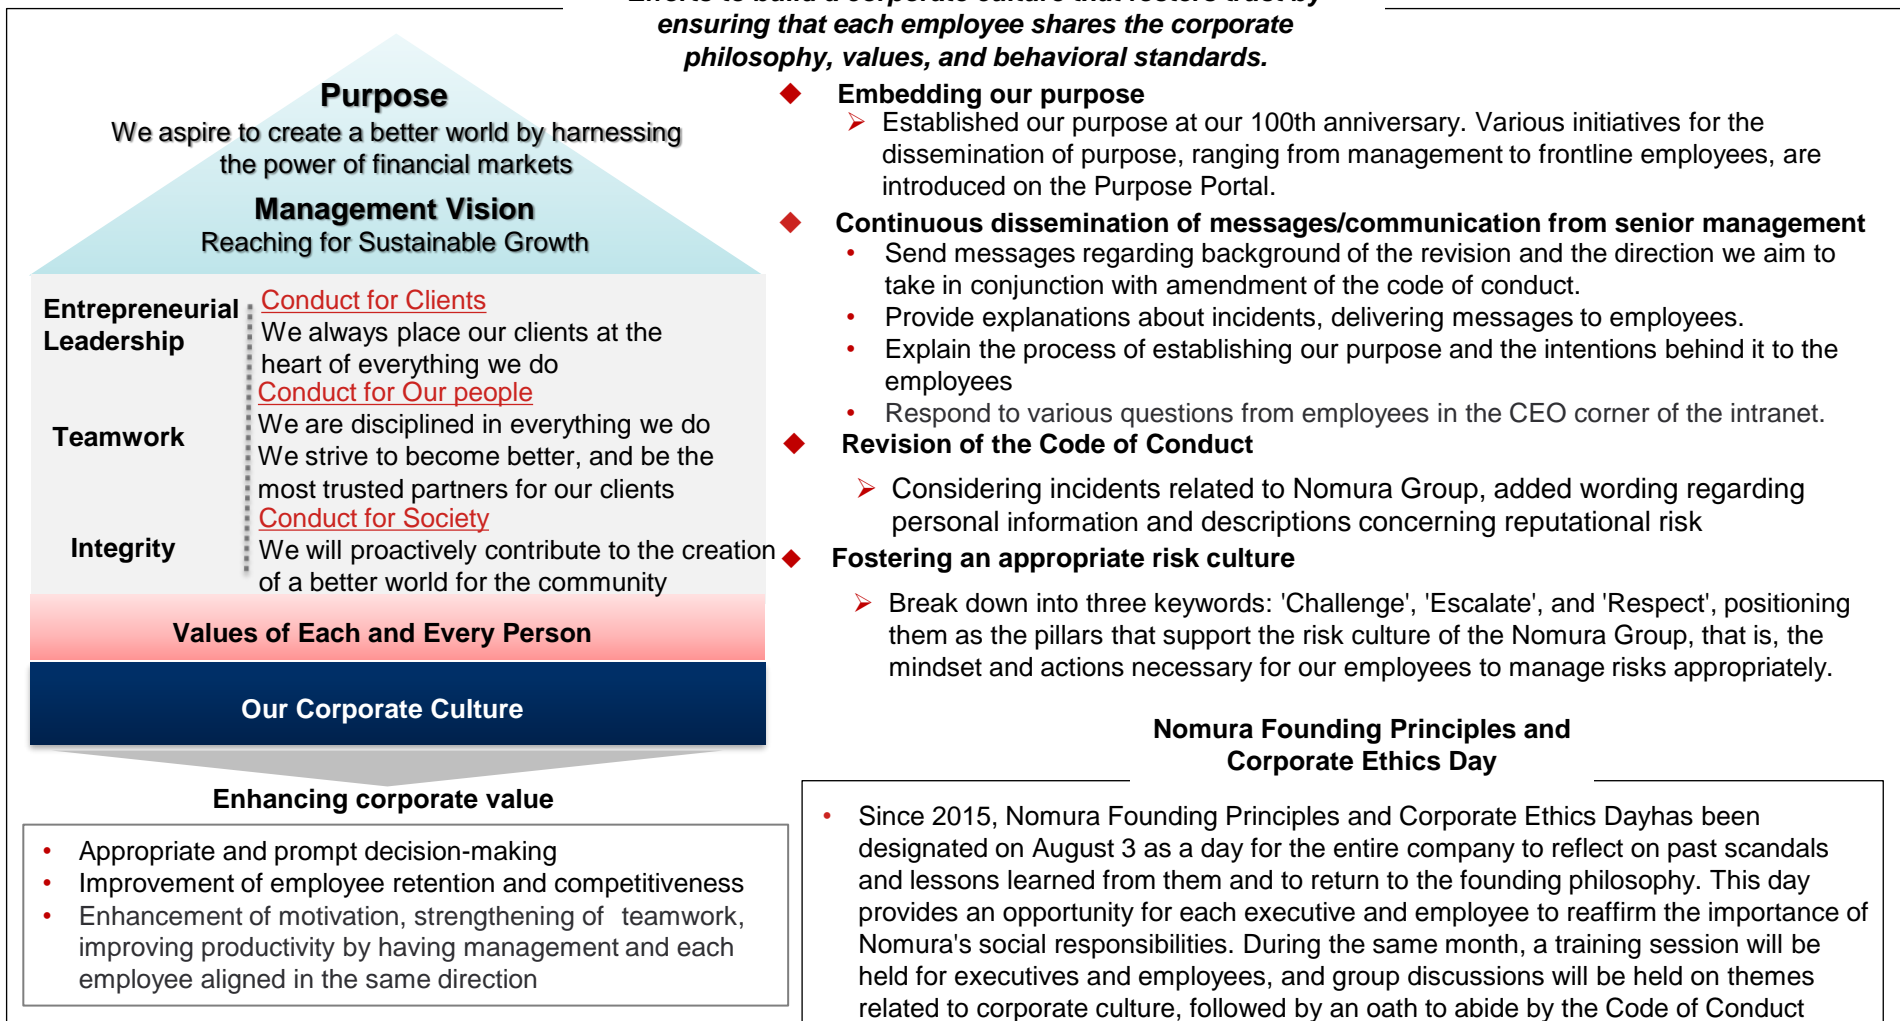 Efforts to build a corporate culture that fosters trust by
ensuring that each employee shares the corporate
philosophy, values, and behavioral standards.
Purpose
We aspire to create a better world by harnessing
the power of financial markets
Management Vision
Reaching for Sustainable Growth
Entrepreneurial
Leadership
Conduct for Clients
We always place our clients at the
heart of everything we do
Teamwork
Conduct for Our people
We are disciplined in everything we do
We strive to become better, and be the
most trusted partners for our clients
Integrity
Conduct for Society
We will proactively contribute to the creation
of a better world for the community
Values of Each and Every Person
Our Corporate Culture
Enhancing corporate value
• Appropriate and prompt decision-making
• Improvement of employee retention and competitiveness
• Enhancement of motivation, strengthening of teamwork,
improving productivity by having management and each
employee aligned in the same direction
◆ Embedding our purpose
➢ Established our purpose at our 100th anniversary. Various initiatives for the
dissemination of purpose, ranging from management to frontline employees, are
introduced on the Purpose Portal.
◆ Continuous dissemination of messages/communication from senior management
• Send messages regarding background of the revision and the direction we aim to
take in conjunction with amendment of the code of conduct.
• Provide explanations about incidents, delivering messages to employees.
• Explain the process of establishing our purpose and the intentions behind it to the
employees
• Respond to various questions from employees in the CEO corner of the intranet.
◆ Revision of the Code of Conduct
➢ Considering incidents related to Nomura Group, added wording regarding
personal information and descriptions concerning reputational risk
◆ Fostering an appropriate risk culture
➢ Break down into three keywords: 'Challenge', 'Escalate', and 'Respect', positioning
them as the pillars that support the risk culture of the Nomura Group, that is, the
mindset and actions necessary for our employees to manage risks appropriately.
Nomura Founding Principles and
Corporate Ethics Day
• Since 2015, Nomura Founding Principles and Corporate Ethics Dayhas been
designated on August 3 as a day for the entire company to reflect on past scandals
and lessons learned from them and to return to the founding philosophy. This day
provides an opportunity for each executive and employee to reaffirm the importance of
Nomura's social responsibilities. During the same month, a training session will be
held for executives and employees, and group discussions will be held on themes
related to corporate culture, followed by an oath to abide by the Code of Conduct